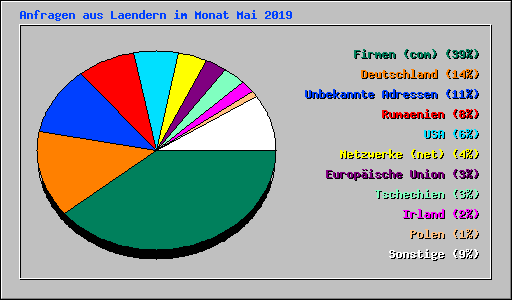 Anfragen aus Laendern im Monat Mai 2019
Firmen (com) (39%)
Deutschland (14%)
Unbekannte Adressen (11%)
Rumaenien (8%)
USA (6%)
Netzwerke (net) (4%)
Europäische Union (3%)
Tschechien (3%)
Irland (2%)
Polen (1%)
Sonstige (9%)